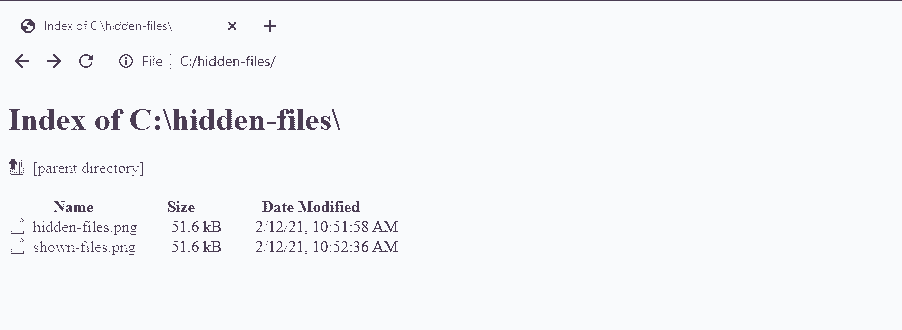 Index of C:\hidden-files\
File C:/hidden-files/
Index of C:\hidden-files\
[parent directory]
Name Size Date Modified
hidden-files.png 51.6 kB 2/12/21, 10:51:58 AM
shown-files.png 51.6 kB 2/12/21, 10:52:36 AM